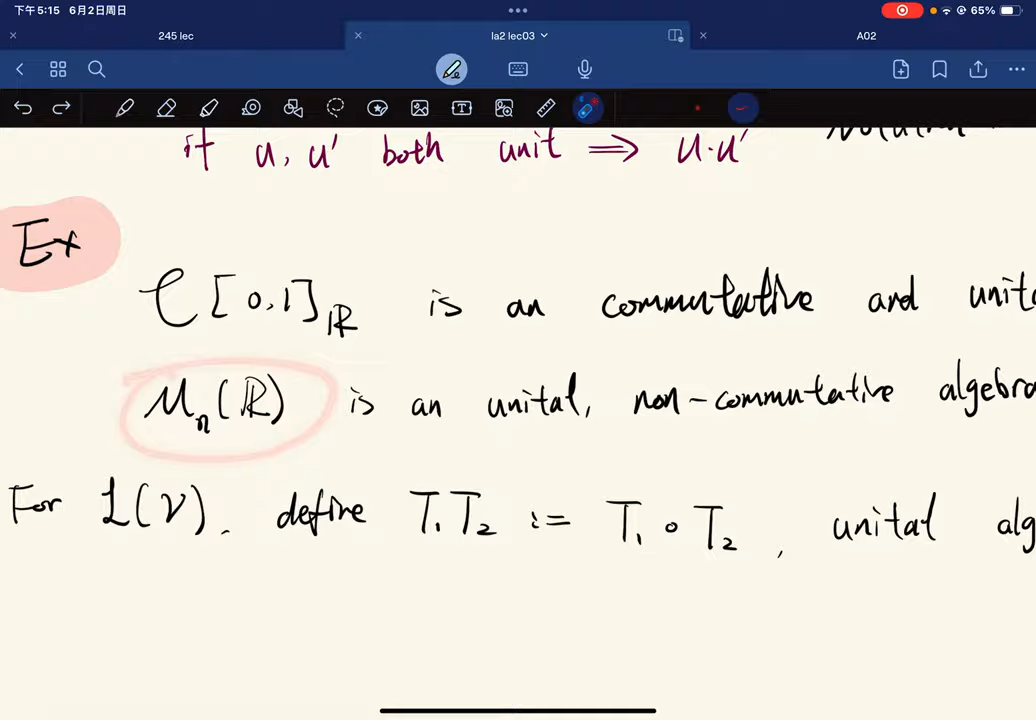 下午5:15 6月2日周日
65%
245 lec
la2 lec03
A02
if u, u' both unit ⟹ u·u'
Ex
C[0,1]ℝ is an commutative and
Mₙ(ℝ) is an unital, non-commutative algebra
For L(V), define T₁T₂ := T₁∘T₂, unital